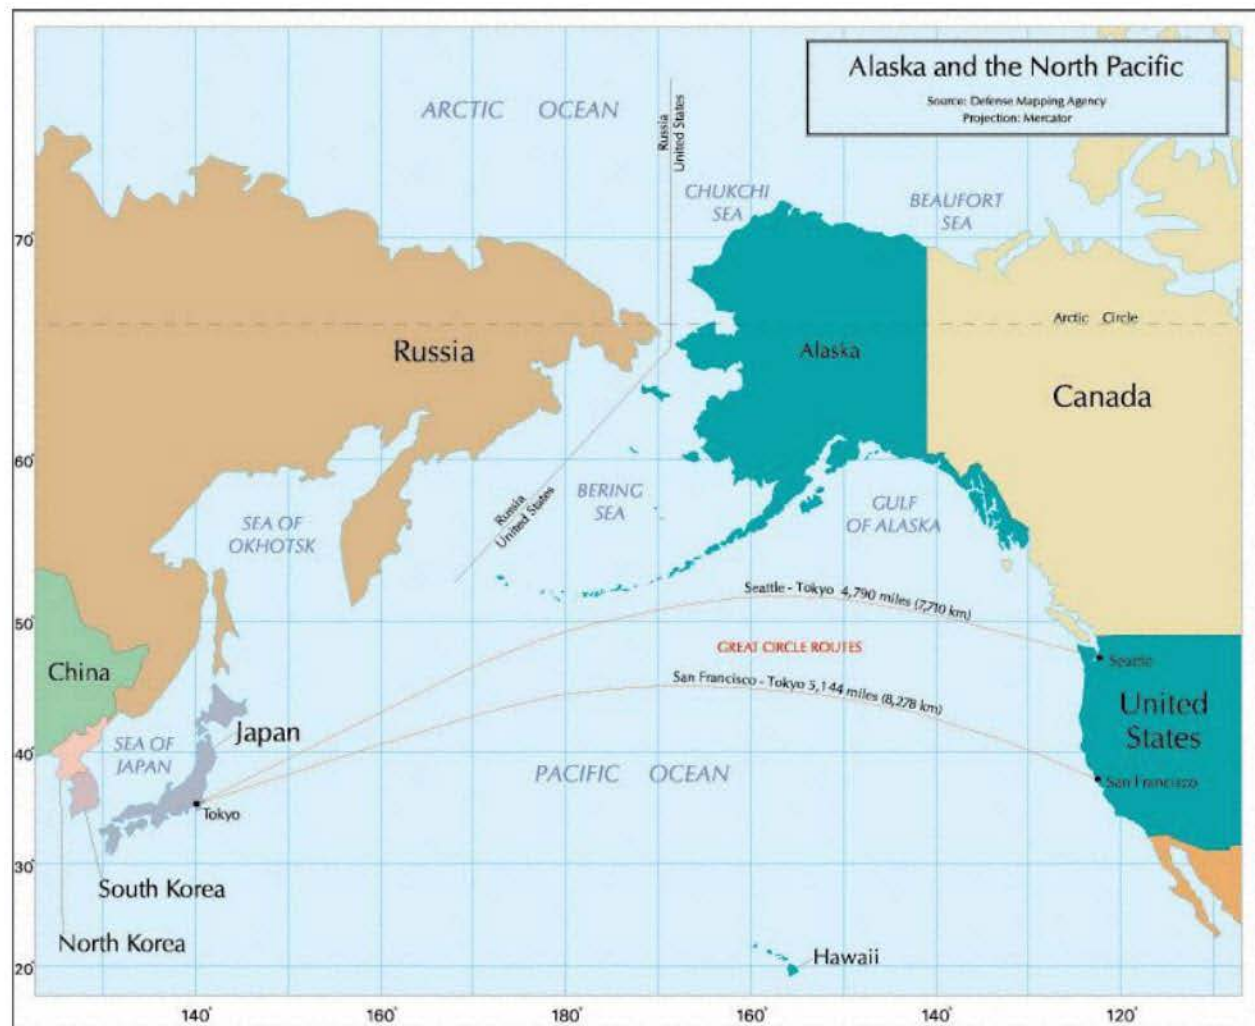 Alaska and the North Pacific
Source: Defense Mapping Agency
Projection: Mercator
ARCTIC OCEAN
Russia
United States
CHUKCHI
SEA
BEAUFORT
SEA
70°
Arctic Circle
Russia
Alaska
Canada
60°
BERING
SEA
Russia
United States
GULF
OF ALASKA
SEA OF
OKHOTSK
Seattle - Tokyo 4,790 miles (7,710 km)
50°
GREAT CIRCLE ROUTES
Seattle
China
San Francisco - Tokyo 5,144 miles (8,278 km)
United
States
Japan
SEA OF
JAPAN
40°
PACIFIC OCEAN
San Francisco
Tokyo
30°
South Korea
North Korea
Hawaii
20°
140° 160° 180° 160° 140° 120°